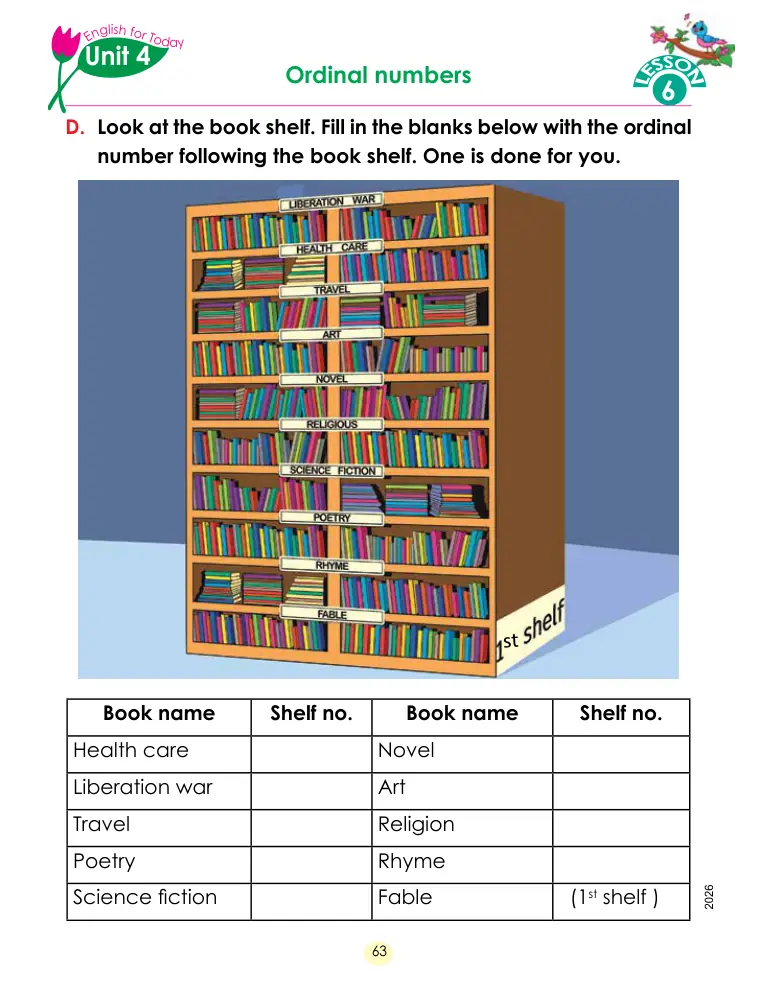 English for Today
Unit 4
Ordinal numbers
LESSON
6
D. Look at the book shelf. Fill in the blanks below with the ordinal
number following the book shelf. One is done for you.
LIBERATION WAR
HEALTH CARE
TRAVEL
ART
NOVEL
RELIGIOUS
SCIENCE FICTION
POETRY
RHYME
FABLE
1st shelf
Book name Shelf no. Book name Shelf no.
Health care Novel
Liberation war Art
Travel Religion
Poetry Rhyme
Science fiction Fable (1st shelf )
2026
63